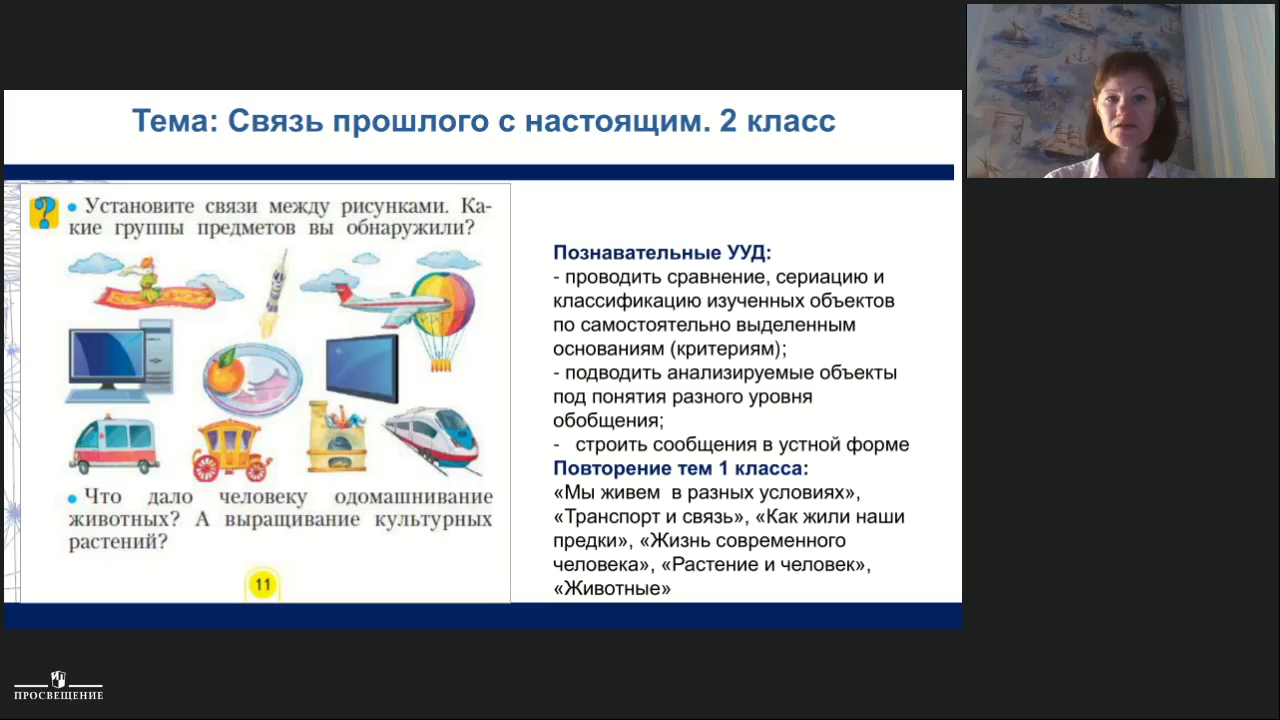 Тема: Связь прошлого с настоящим. 2 класс
? • Установите связи между рисунками. Ка-
кие группы предметов вы обнаружили?
• Что дало человеку одомашнивание
животных? А выращивание культурных
растений?
11
Познавательные УУД:
- проводить сравнение, сериацию и
классификацию изученных объектов
по самостоятельно выделенным
основаниям (критериям);
- подводить анализируемые объекты
под понятия разного уровня
обобщения;
- строить сообщения в устной форме
Повторение тем 1 класса:
«Мы живем в разных условиях»,
«Транспорт и связь», «Как жили наши
предки», «Жизнь современного
человека», «Растение и человек»,
«Животные»
ПРОСВЕЩЕНИЕ